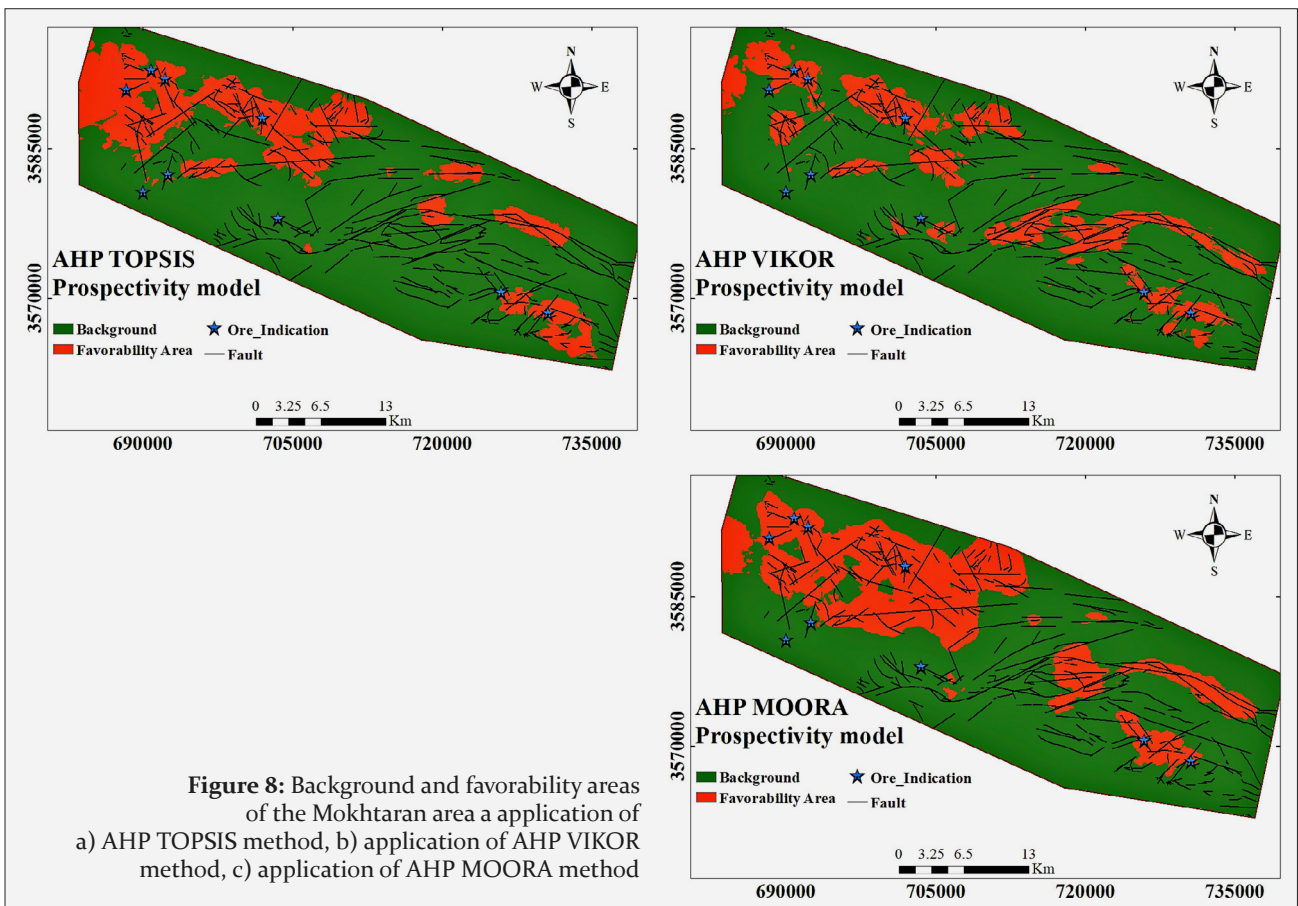 N
W E
S
3585000
3570000
AHP TOPSIS
Prospectivity model
Background
Ore_Indication
Favorability Area
Fault
0 3.25 6.5 13
Km
690000 705000 720000 735000
N
W E
S
3585000
3570000
AHP VIKOR
Prospectivity model
Background
Ore_Indication
Favorability Area
Fault
0 3.25 6.5 13
Km
690000 705000 720000 735000
N
W E
S
3585000
3570000
AHP MOORA
Prospectivity model
Background
Ore_Indication
Favorability Area
Fault
0 3.25 6.5 13
Km
690000 705000 720000 735000
Figure 8: Background and favorability areas
of the Mokhtaran area a application of
a) AHP TOPSIS method, b) application of AHP VIKOR
method, c) application of AHP MOORA method